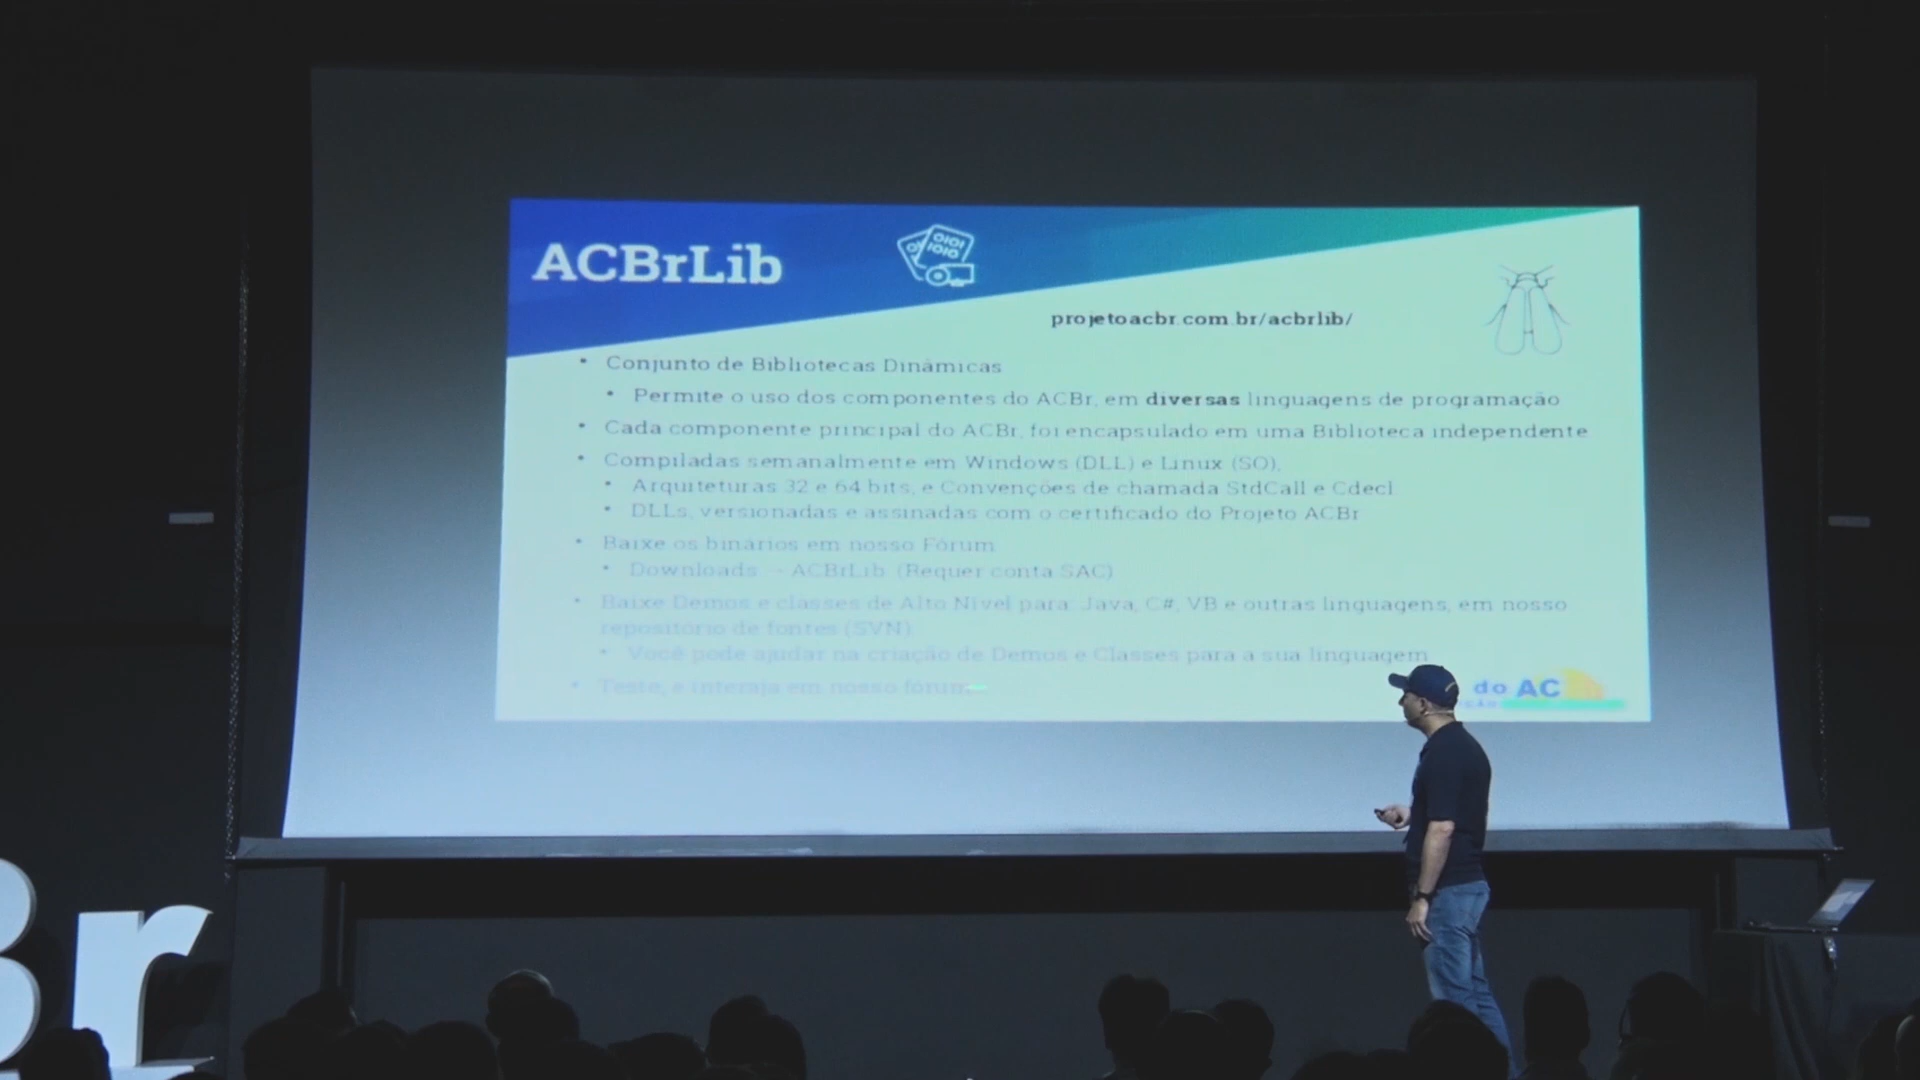 ACBrLib
0101
1010
projetoacbr.com.br/acbrlib/
• Conjunto de Bibliotecas Dinâmicas
• Permite o uso dos componentes do ACBr, em diversas linguagens de programação
• Cada componente principal do ACBr, foi encapsulado em uma Biblioteca independente
• Compiladas semanalmente em Windows (DLL) e Linux (SO),
• Arquiteturas 32 e 64 bits, e Convenções de chamada StdCall e Cdecl
• DLLs, versionadas e assinadas com o certificado do Projeto ACBr
• Baixe os binários em nosso Fórum
• Downloads -- ACBrLib (Requer conta SAC)
• Baixe Demos e classes de Alto Nível para: Java, C#, VB e outras linguagens, em nosso
repositório de fontes (SVN)
• Você pode ajudar na criação de Demos e Classes para a sua linguagem
• Teste, e interaja em nosso fórum
do AC
Br